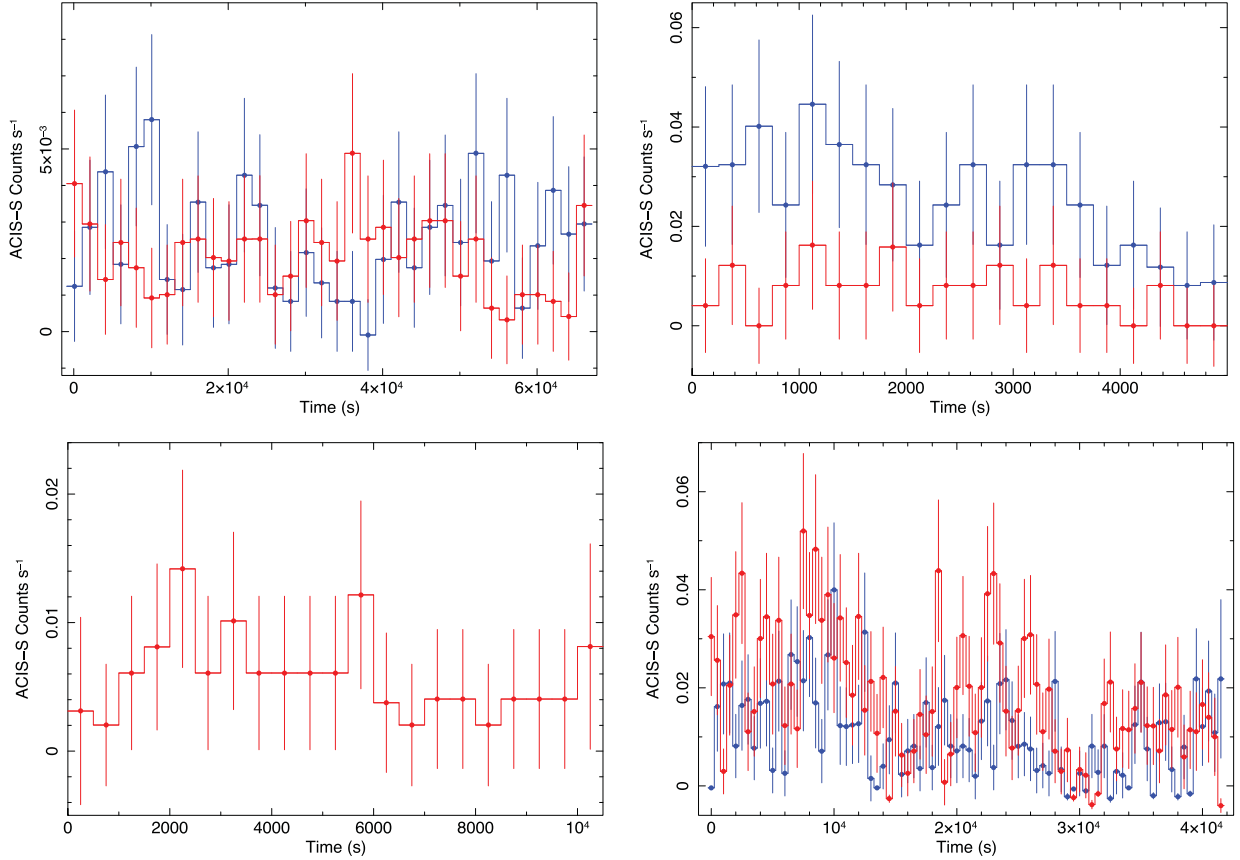 ACIS−S Counts s⁻¹
5×10⁻³
0
0 2×10⁴ 4×10⁴ 6×10⁴
Time (s)
ACIS−S Counts s⁻¹
0.06
0.04
0.02
0
0 1000 2000 3000 4000
Time (s)
ACIS−S Counts s⁻¹
0.02
0.01
0
0 2000 4000 6000 8000 10⁴
Time (s)
ACIS−S Counts s⁻¹
0.06
0.04
0.02
0
0 10⁴ 2×10⁴ 3×10⁴ 4×10⁴
Time (s)